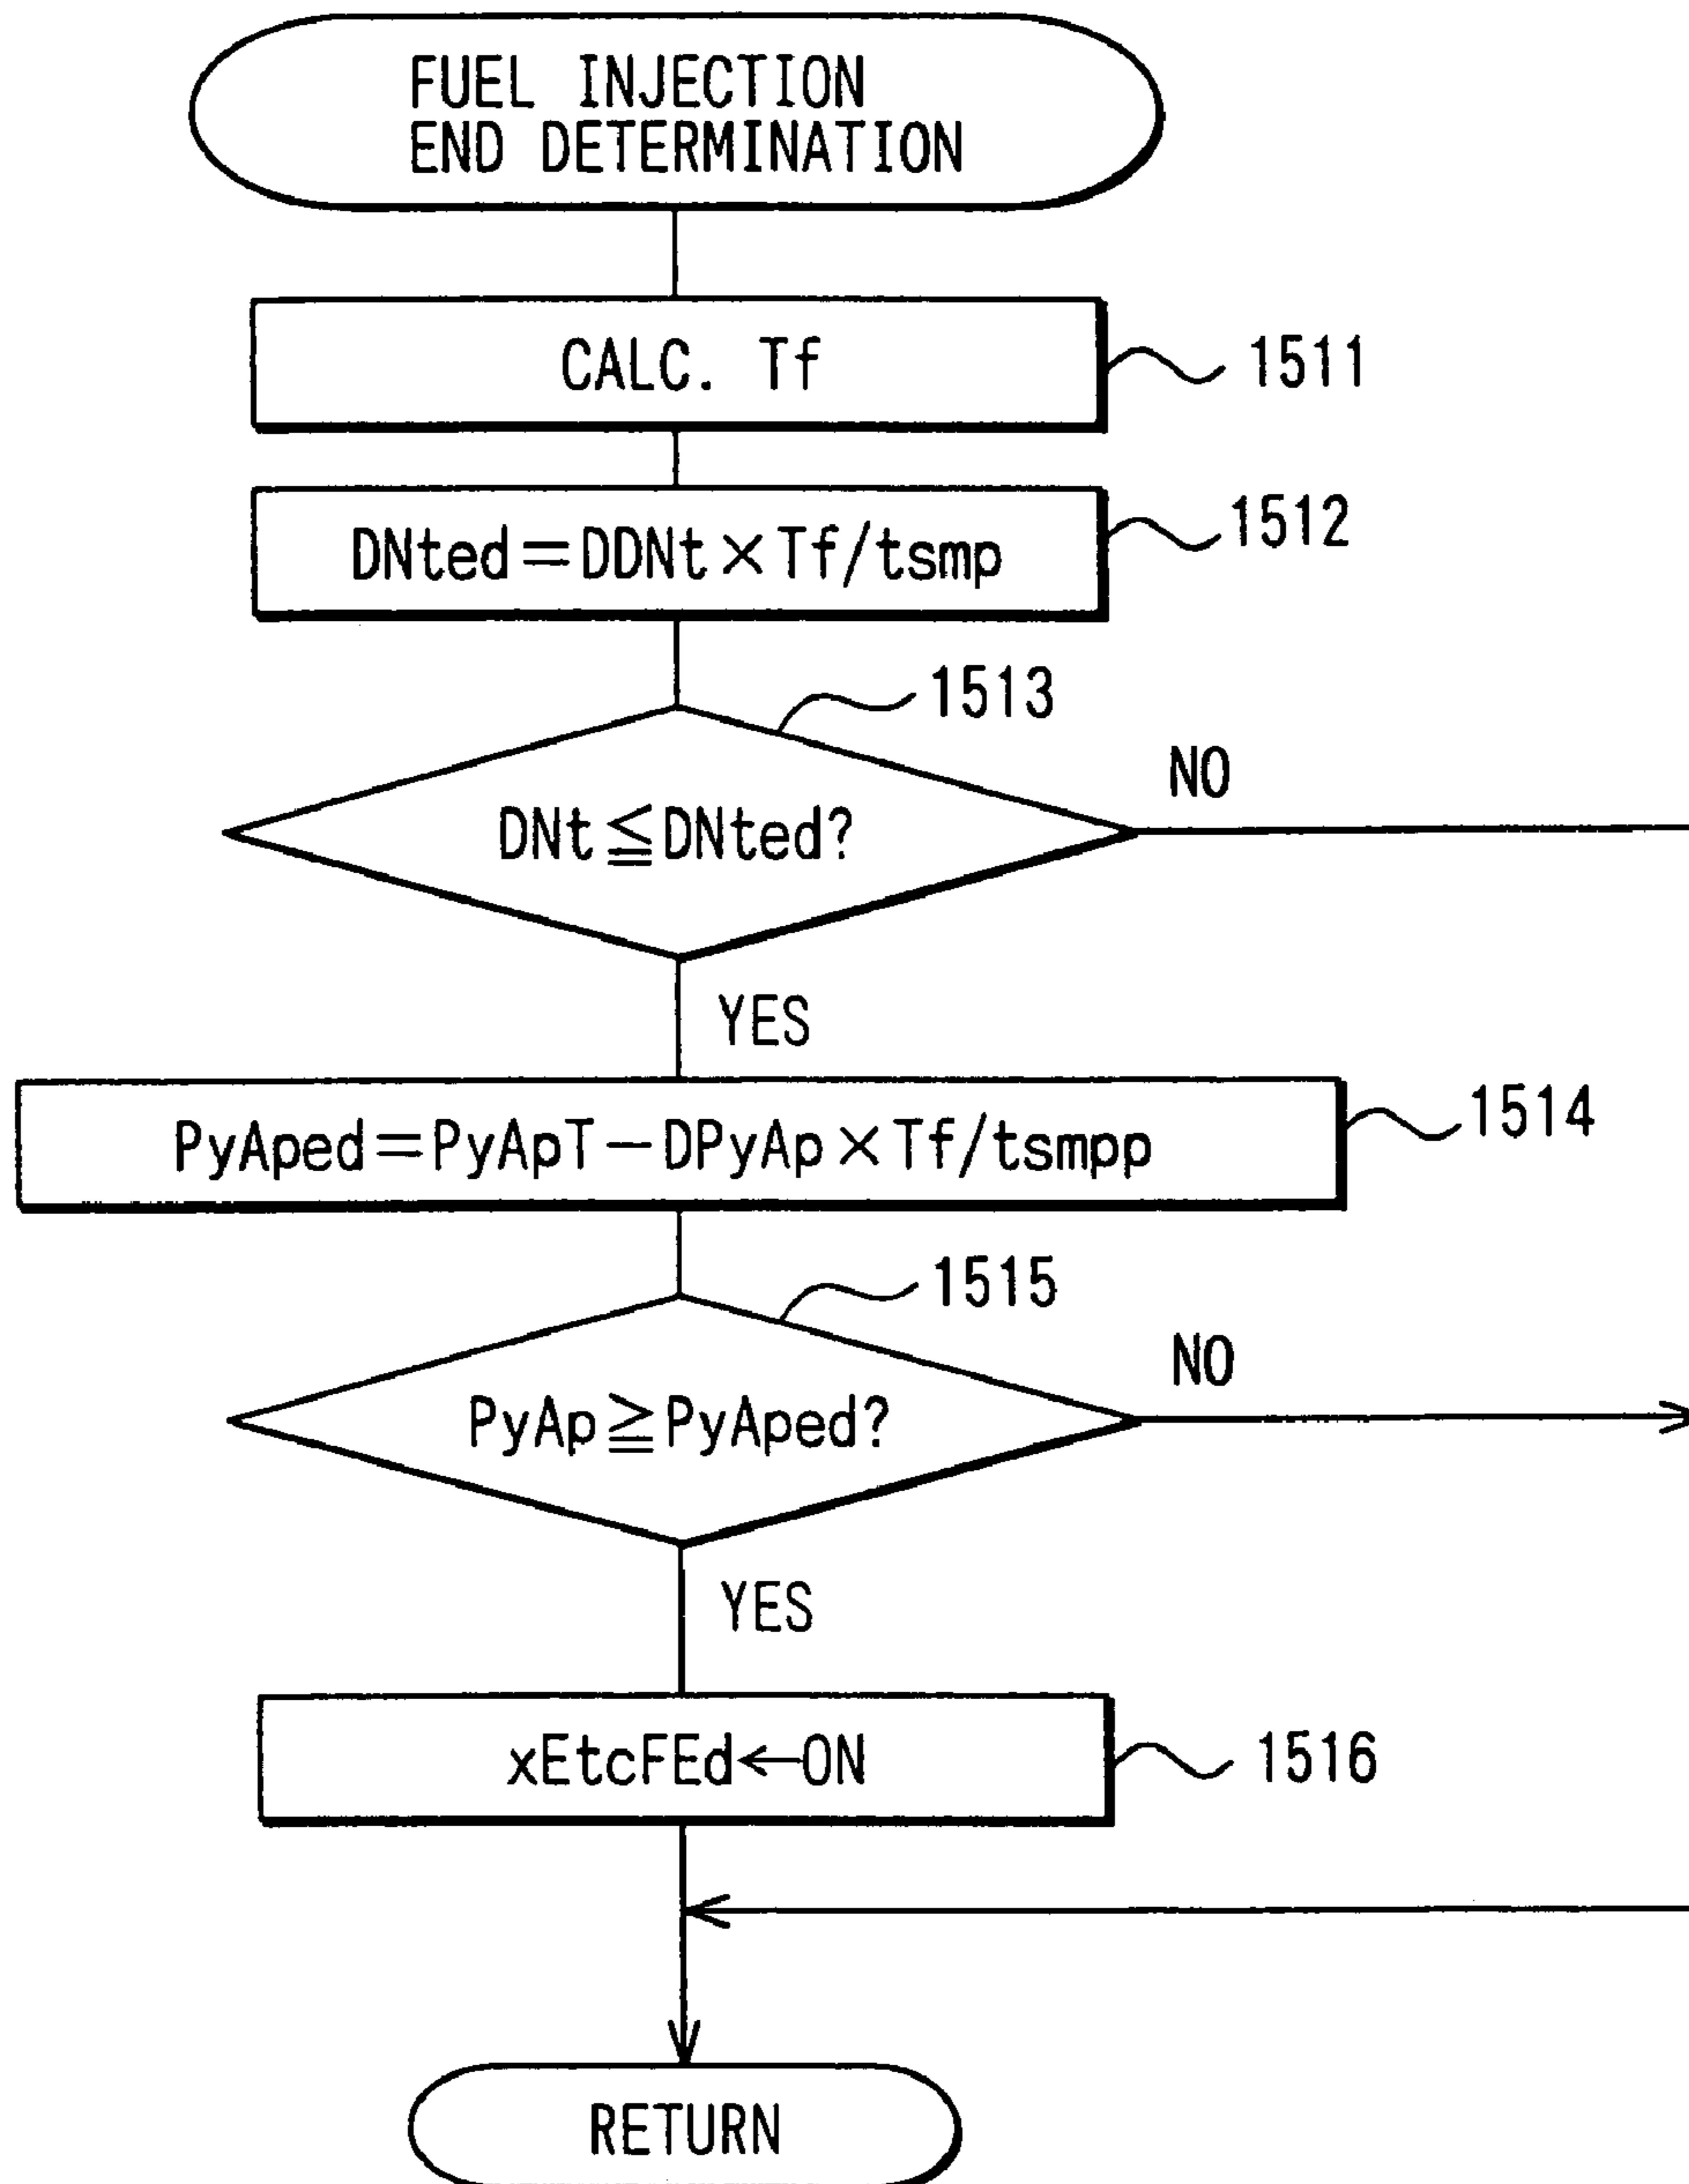 FUEL INJECTION
END DETERMINATION
CALC. Tf
1511
DNted=DDNt×Tf/tsmp
1512
1513
DNt≦DNted?
NO
YES
PyAped=PyApT−DPyAp×Tf/tsmpp
1514
1515
PyAp≧PyAped?
NO
YES
xEtcFEd←ON
1516
RETURN